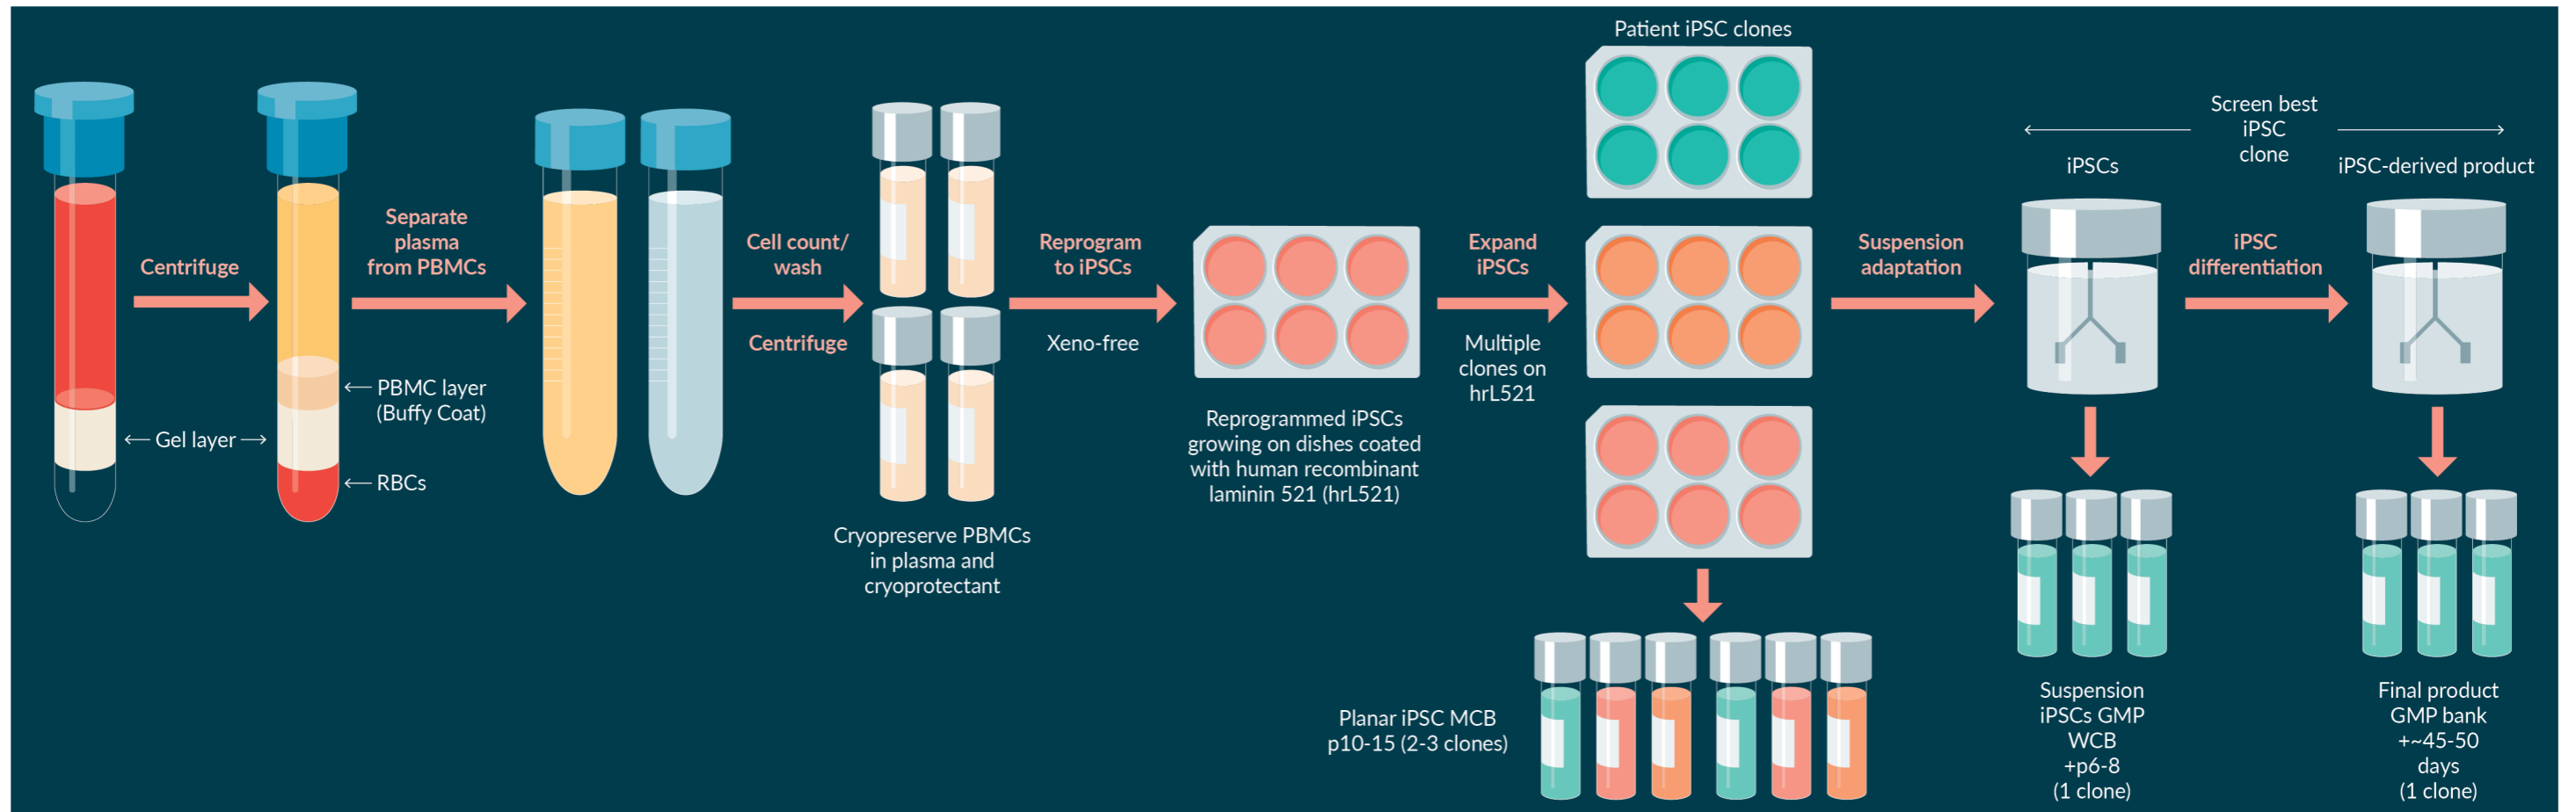 Centrifuge
Gel layer
Separate
plasma
from PBMCs
PBMC layer
(Buffy Coat)
RBCs
Cell count/
wash
Centrifuge
Cryopreserve PBMCs
in plasma and
cryoprotectant
Reprogram
to iPSCs
Xeno-free
Reprogrammed iPSCs
growing on dishes coated
with human recombinant
laminin 521 (hrL521)
Expand
iPSCs
Multiple
clones on
hrL521
Patient iPSC clones
Planar iPSC MCB
p10-15 (2-3 clones)
Suspension
adaptation
Screen best
iPSC
clone
iPSCs
iPSC-derived product
iPSC
differentiation
Suspension
iPSCs GMP
WCB
+p6-8
(1 clone)
Final product
GMP bank
+~45-50
days
(1 clone)